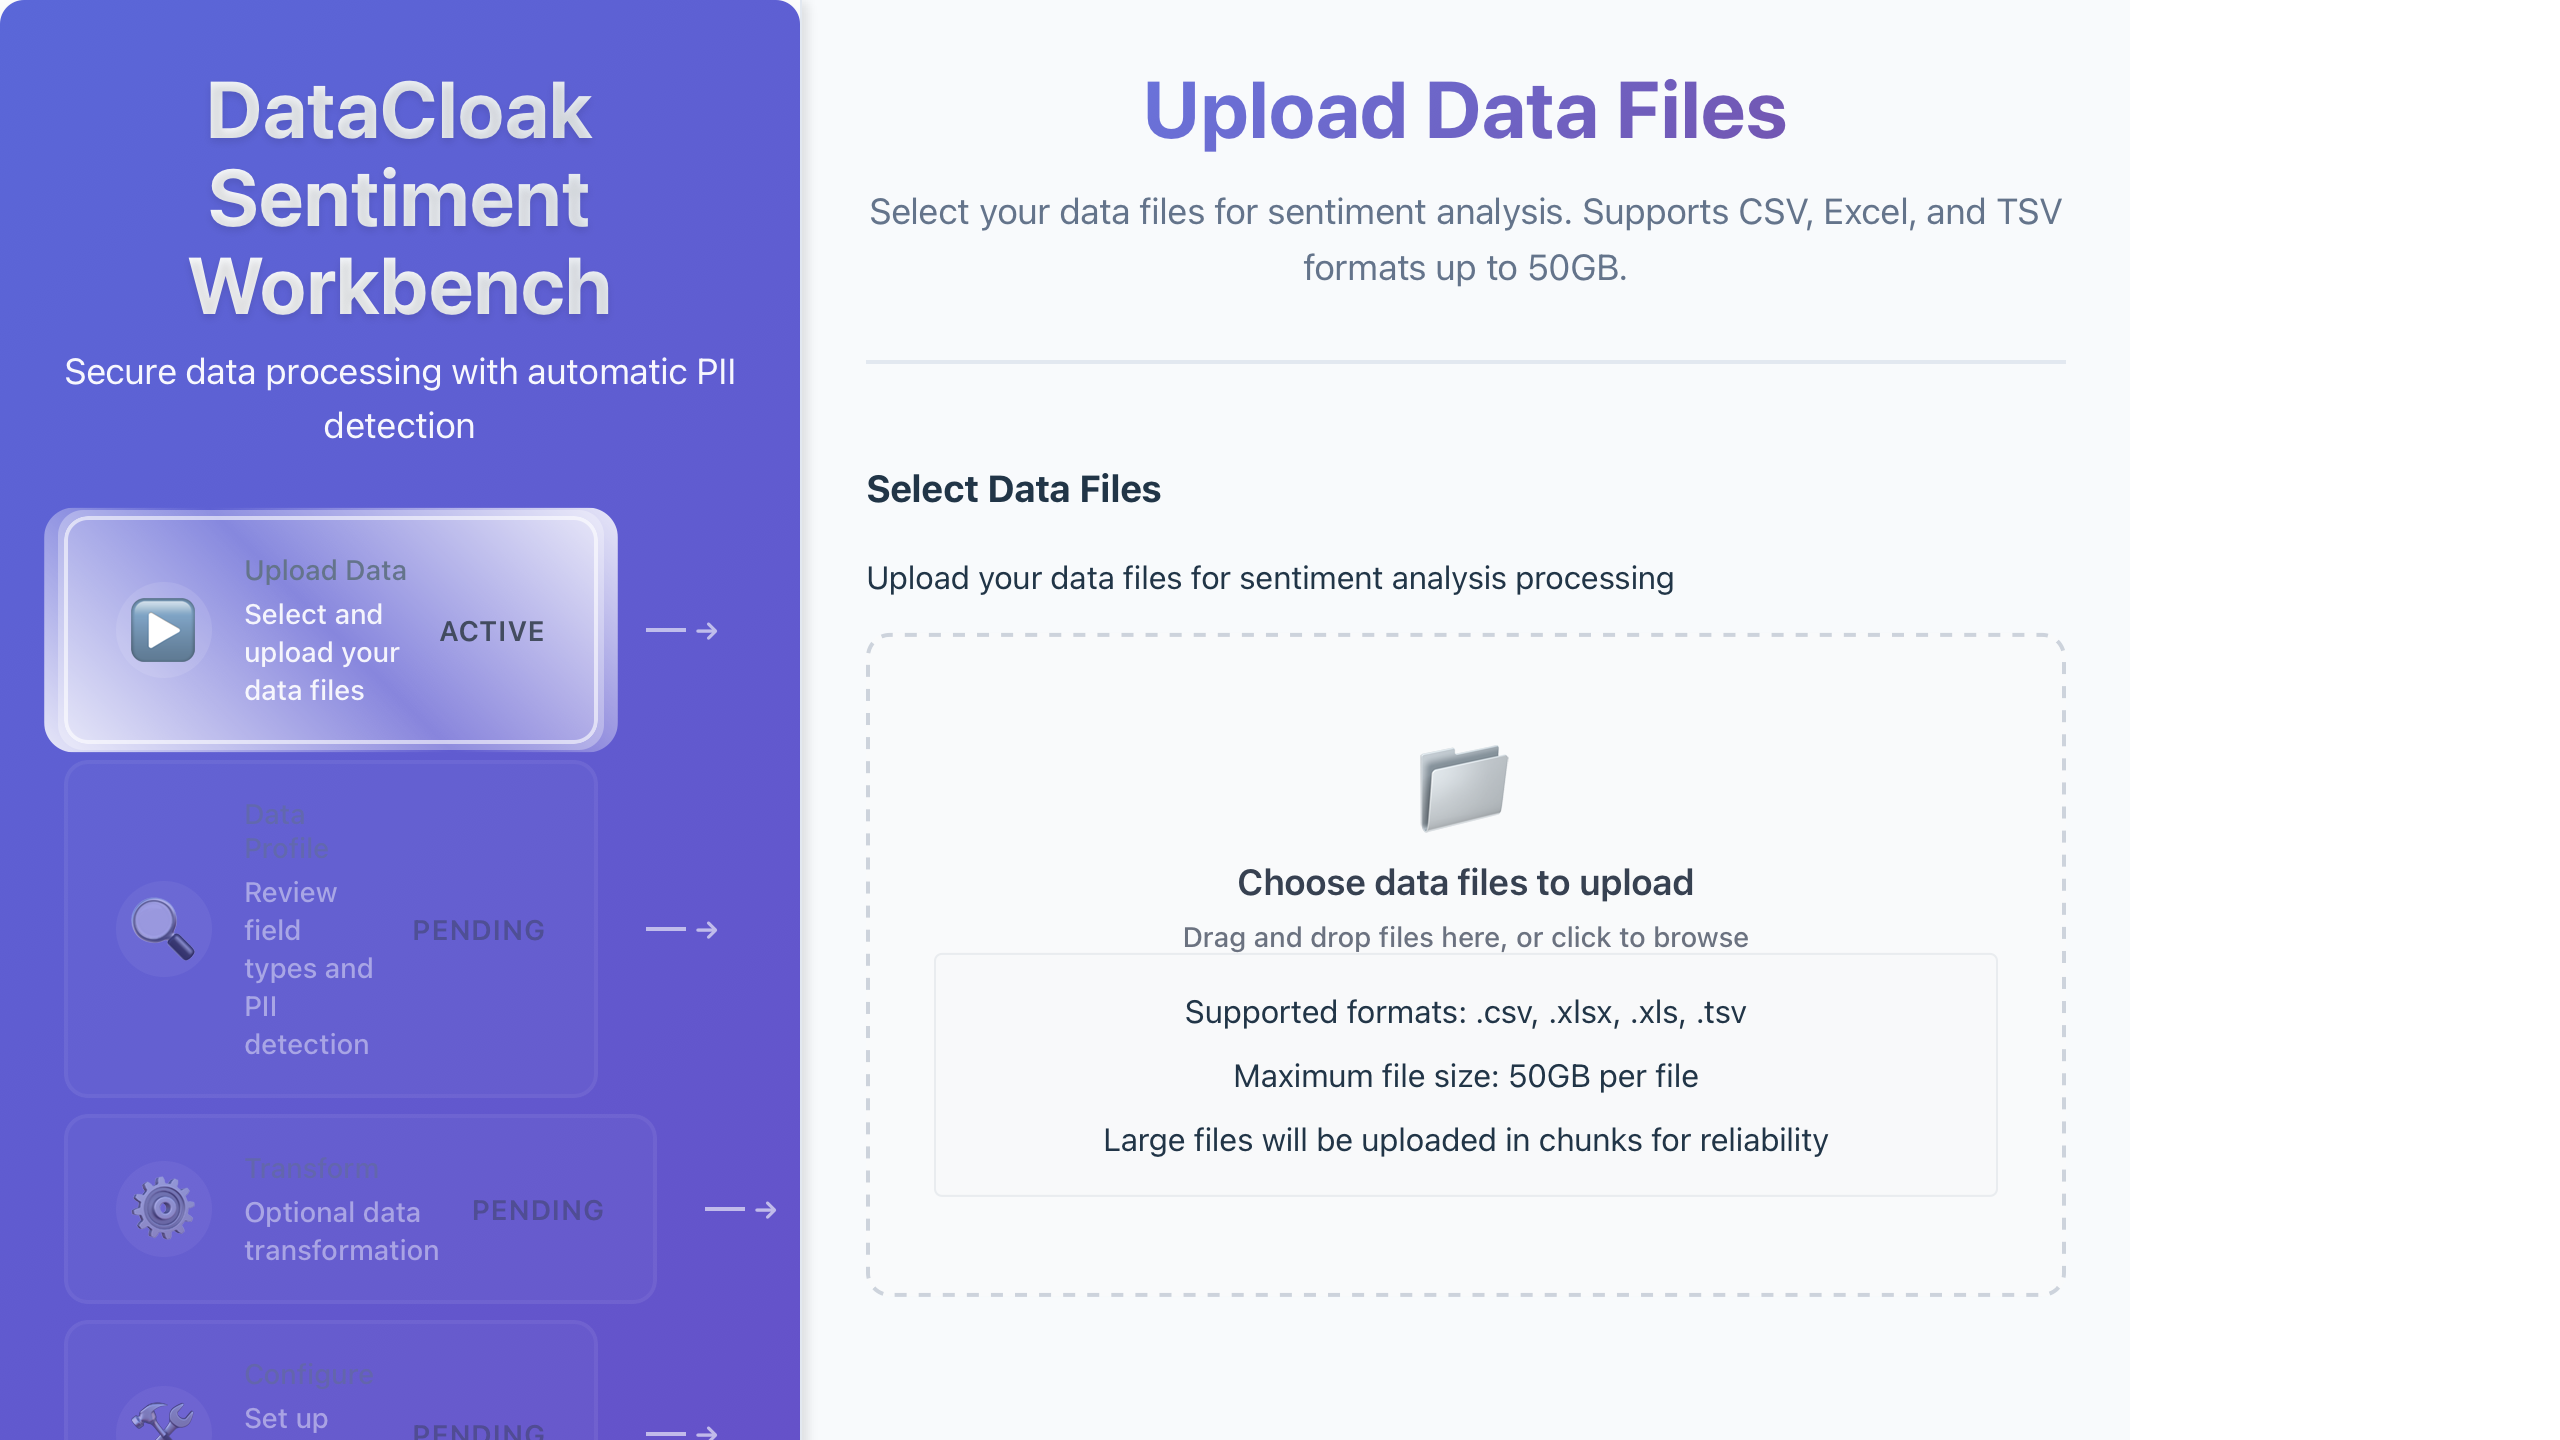 DataCloak
Sentiment
Workbench
Secure data processing with automatic PII
detection
Upload Data
Select and
upload your
data files
ACTIVE
Data
Profile
Review
field
types and
PII
detection
PENDING
Transform
Optional data
transformation
PENDING
Configure
Set up
PENDING
Upload Data Files
Select your data files for sentiment analysis. Supports CSV, Excel, and TSV
formats up to 50GB.
Select Data Files
Upload your data files for sentiment analysis processing
Choose data files to upload
Drag and drop files here, or click to browse
Supported formats: .csv, .xlsx, .xls, .tsv
Maximum file size: 50GB per file
Large files will be uploaded in chunks for reliability